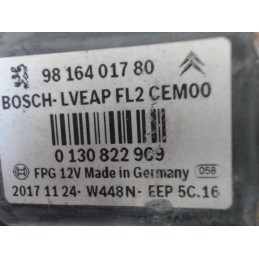 98 164 017 80
BOSCH-LVEAP FL2 CEM00
0 130 822 969
FPG 12V Made in Germany 058
2017 11 24- W448N- EEP 5C.16